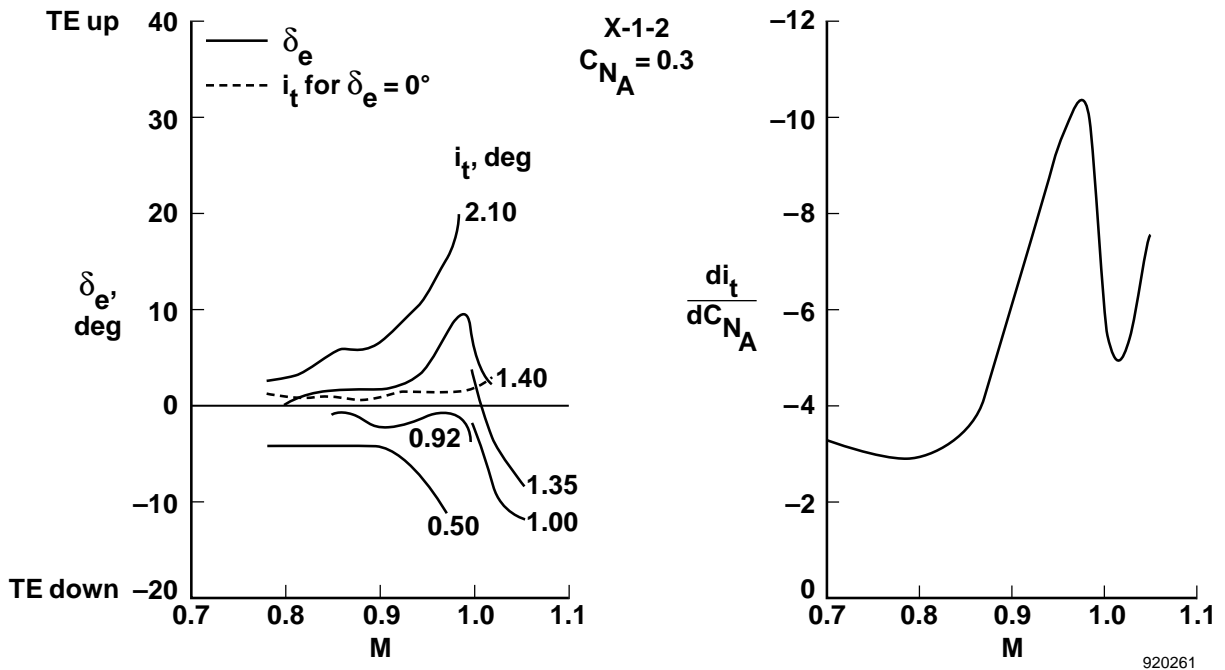 TE up
40
30
20
10
0
–10
–20
TE down
δe
it for δe = 0°
δe,
deg
it, deg
2.10
1.40
0.92
0.50
1.35
1.00
0.7
0.8
0.9
1.0
1.1
M
X-1-2
CNA = 0.3
–12
–10
–8
–6
–4
–2
0
dit
dCNA
0.7
0.8
0.9
1.0
1.1
M
920261